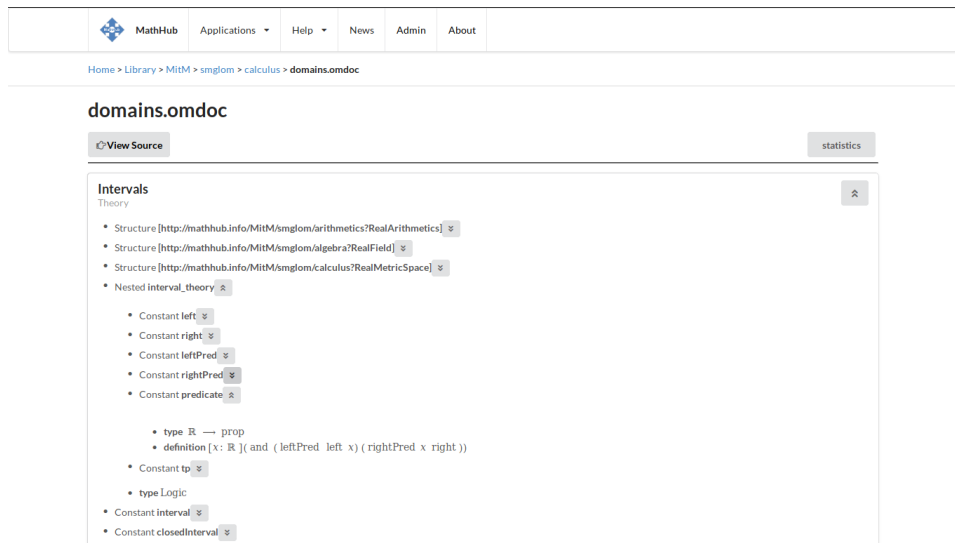 MathHub Applications Help News Admin About
Home > Library > MitM > smglom > calculus > domains.omdoc
domains.omdoc
View Source statistics
Intervals
Theory
• Structure [http://mathhub.info/MitM/smglom/arithmetics?RealArithmetics]
• Structure [http://mathhub.info/MitM/smglom/algebra?RealField]
• Structure [http://mathhub.info/MitM/smglom/calculus?RealMetricSpace]
• Nested interval_theory
• Constant left
• Constant right
• Constant leftPred
• Constant rightPred
• Constant predicate
• type ℝ ⟶ prop
• definition [x: ℝ ]( and ( leftPred left x) ( rightPred x right ))
• Constant tp
• type Logic
• Constant interval
• Constant closedInterval